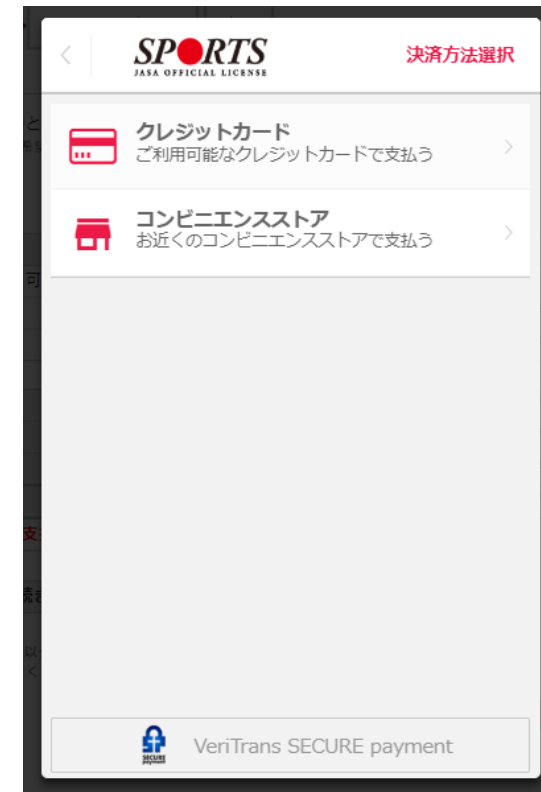 SPORTS
JASA OFFICIAL LICENSE
決済方法選択
クレジットカード
ご利用可能なクレジットカードで支払う
コンビニエンスストア
お近くのコンビニエンスストアで支払う
SECURE
payment
VeriTrans SECURE payment